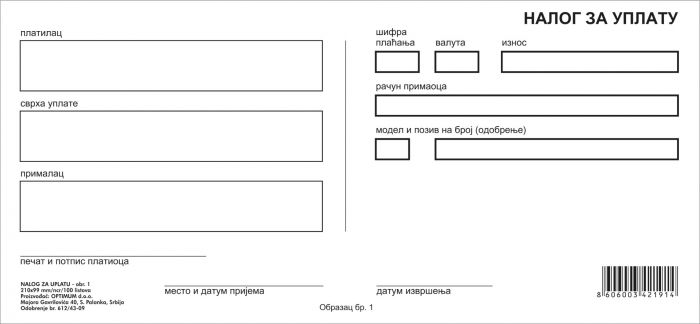 НАЛОГ ЗА УПЛАТУ
платилац
сврха уплате
прималац
шифра
плаћања
валута
износ
рачун примаоца
модел и позив на број (одобрење)
печат и потпис платиоца
место и датум пријема
датум извршења
NALOG ZA UPLATU - obr. 1
210x99 mm/ncr/100 listova
Proizvođač: OPTIMUM d.o.o.
Majora Gavrilovića 40, S. Palanka, Srbija
Odobrenje br. 612/43-09
Образац бр. 1
8 606003 421914